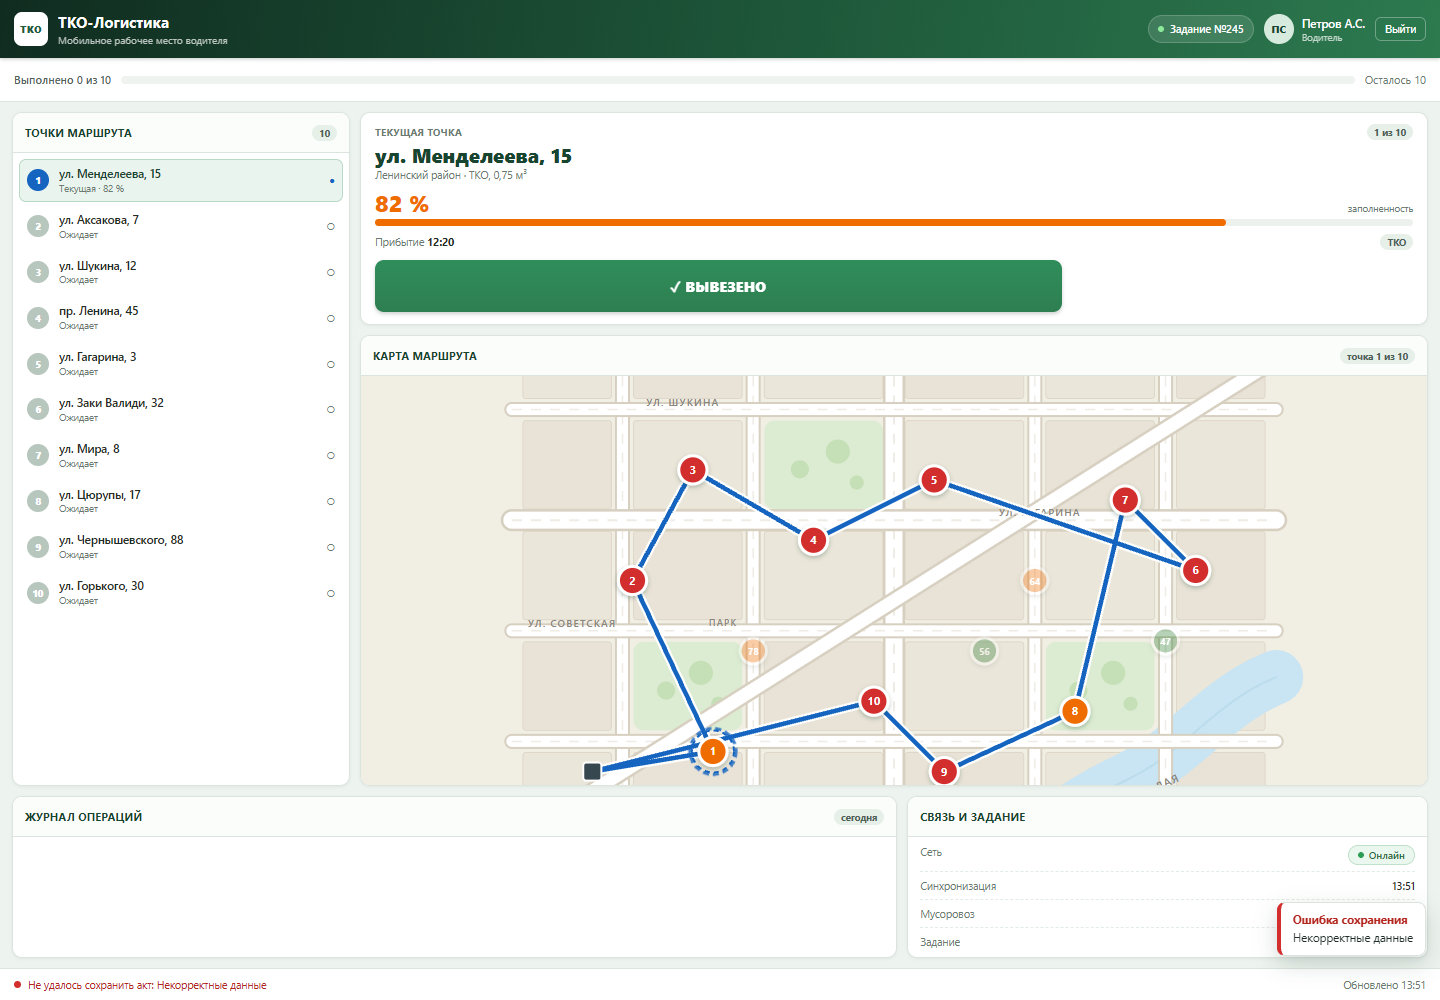 ТКО
ТКО-Логистика
Мобильное рабочее место водителя
Задание №245
ПС
Петров А.С.
Водитель
Выйти
Выполнено 0 из 10
Осталось 10
ТОЧКИ МАРШРУТА
10
1
ул. Менделеева, 15
Текущая · 82 %
2
ул. Аксакова, 7
Ожидает
3
ул. Шукина, 12
Ожидает
4
пр. Ленина, 45
Ожидает
5
ул. Гагарина, 3
Ожидает
6
ул. Заки Валиди, 32
Ожидает
7
ул. Мира, 8
Ожидает
8
ул. Цюрупы, 17
Ожидает
9
ул. Чернышевского, 88
Ожидает
10
ул. Горького, 30
Ожидает
ТЕКУЩАЯ ТОЧКА
1 из 10
ул. Менделеева, 15
Ленинский район · ТКО, 0,75 м³
82 %
заполненность
Прибытие 12:20
ТКО
✓ ВЫВЕЗЕНО
КАРТА МАРШРУТА
точка 1 из 10
УЛ. ШУКИНА
3
5
7
4
6
2
64
УЛ. СОВЕТСКАЯ
ПАРК
78
56
47
10
8
1
9
ЖУРНАЛ ОПЕРАЦИЙ
сегодня
СВЯЗЬ И ЗАДАНИЕ
Сеть
Онлайн
Синхронизация
13:51
Мусоровоз
Задание
Ошибка сохранения
Некорректные данные
Не удалось сохранить акт: Некорректные данные
Обновлено 13:51